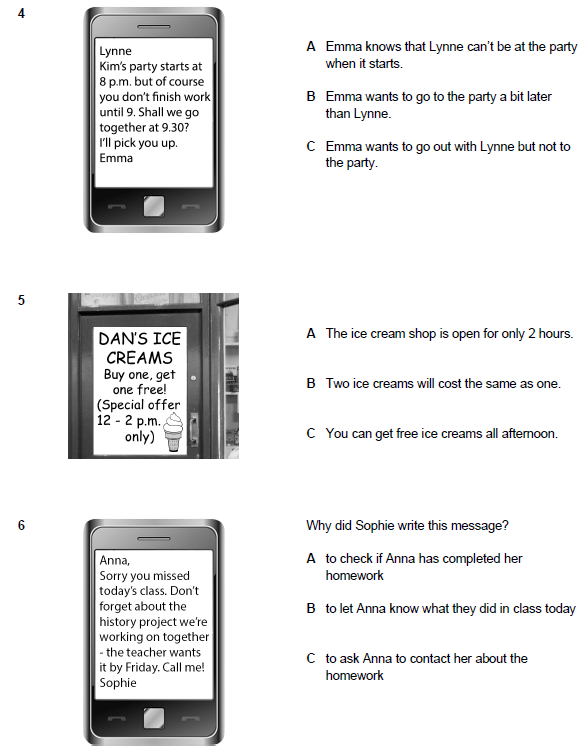 4
Lynne
Kim's party starts at
8 p.m. but of course
you don't finish work
until 9. Shall we go
together at 9.30?
I'll pick you up.
Emma
A Emma knows that Lynne can't be at the party
when it starts.
B Emma wants to go to the party a bit later
than Lynne.
C Emma wants to go out with Lynne but not to
the party.
5
DAN'S ICE
CREAMS
Buy one, get
one free!
(Special offer
12 - 2 p.m.
only)
A The ice cream shop is open for only 2 hours.
B Two ice creams will cost the same as one.
C You can get free ice creams all afternoon.
6
Anna,
Sorry you missed
today's class. Don't
forget about the
history project we're
working on together
- the teacher wants
it by Friday. Call me!
Sophie
Why did Sophie write this message?
A to check if Anna has completed her
homework
B to let Anna know what they did in class today
C to ask Anna to contact her about the
homework